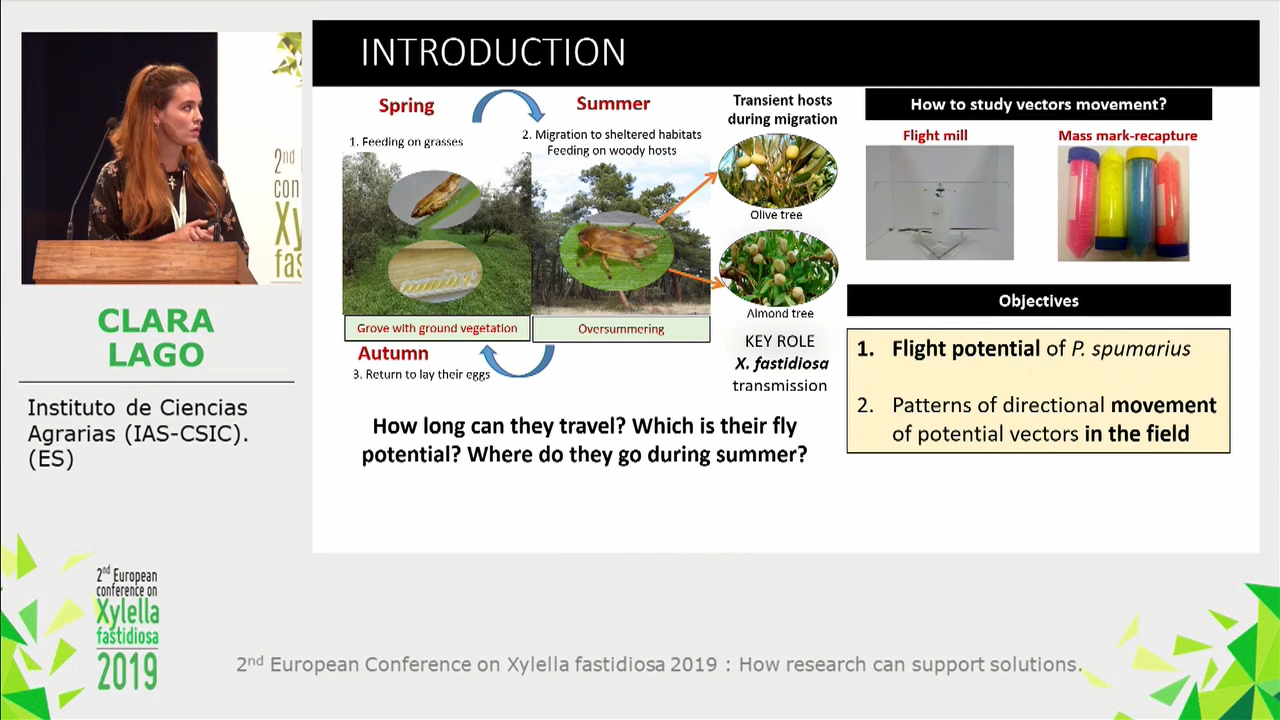 INTRODUCTION
Spring
Summer
1. Feeding on grasses
2. Migration to sheltered habitats
Feeding on woody hosts
Grove with ground vegetation
Oversummering
Autumn
3. Return to lay their eggs
Transient hosts
during migration
Olive tree
Almond tree
KEY ROLE
X. fastidiosa
transmission
How long can they travel? Which is their fly
potential? Where do they go during summer?
How to study vectors movement?
Flight mill
Mass mark-recapture
Objectives
1. Flight potential of P. spumarius
2. Patterns of directional movement
of potential vectors in the field
2nd
con
Xy
fas
CLARA
LAGO
Instituto de Ciencias
Agrarias (IAS-CSIC).
(ES)
2nd European
conference on
Xylella
fastidiosa
2019
2nd European Conference on Xylella fastidiosa 2019 : How research can support solutions.